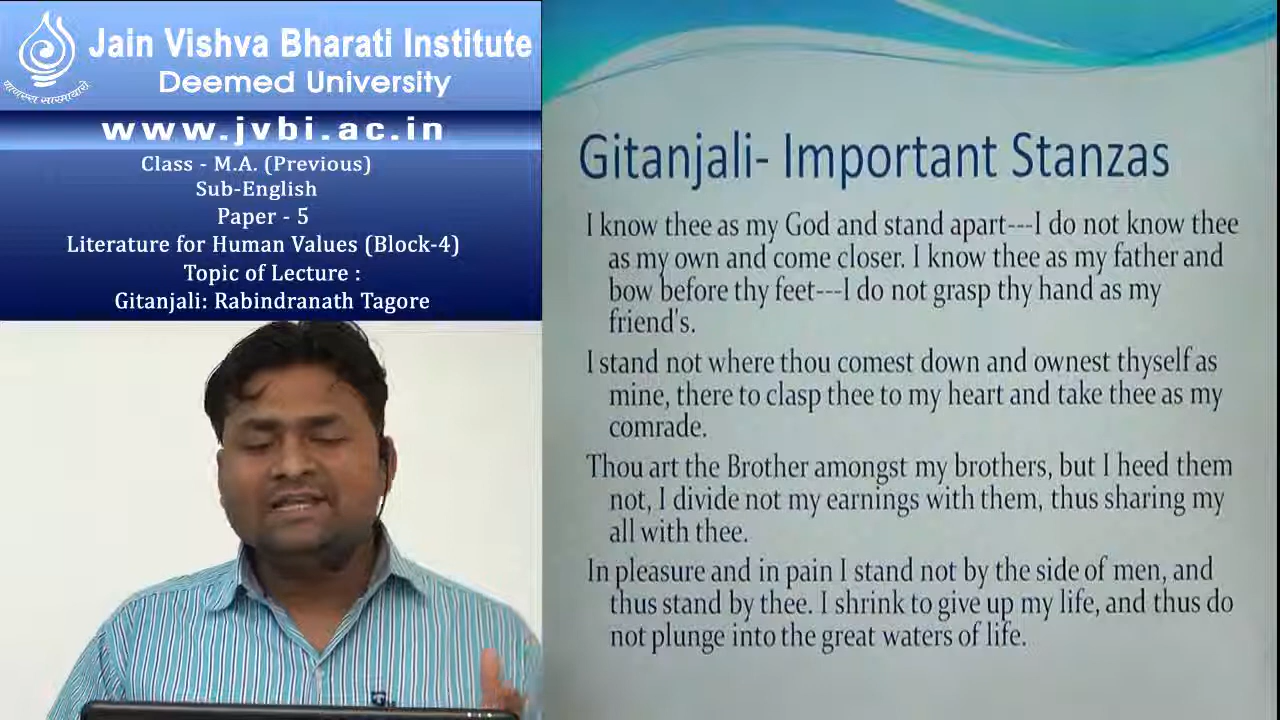 Jain Vishva Bharati Institute
Deemed University
www.jvbi.ac.in
Class - M.A. (Previous)
Sub-English
Paper - 5
Literature for Human Values (Block-4)
Topic of Lecture :
Gitanjali: Rabindranath Tagore
Gitanjali- Important Stanzas
I know thee as my God and stand apart---I do not know thee
as my own and come closer. I know thee as my father and
bow before thy feet---I do not grasp thy hand as my
friend's.
I stand not where thou comest down and ownest thyself as
mine, there to clasp thee to my heart and take thee as my
comrade.
Thou art the Brother amongst my brothers, but I heed them
not, I divide not my earnings with them, thus sharing my
all with thee.
In pleasure and in pain I stand not by the side of men, and
thus stand by thee. I shrink to give up my life, and thus do
not plunge into the great waters of life.